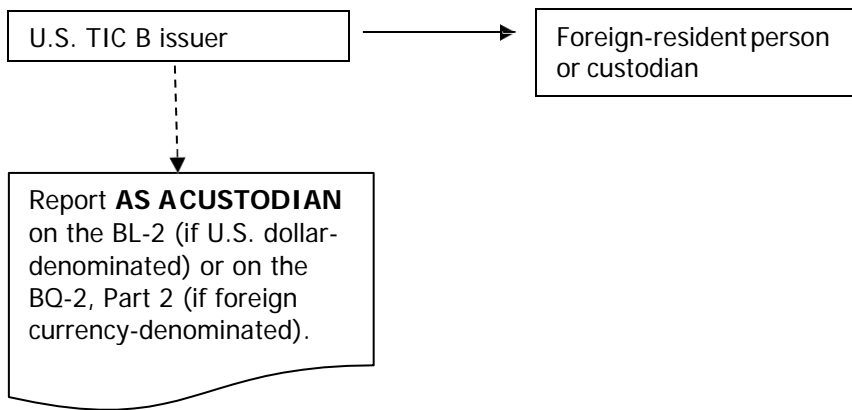 U.S. TIC B issuer
Foreign-resident person
or custodian
Report AS ACUSTODIAN
on the BL-2 (if U.S. dollar-
denominated) or on the
BQ-2, Part 2 (if foreign
currency-denominated).